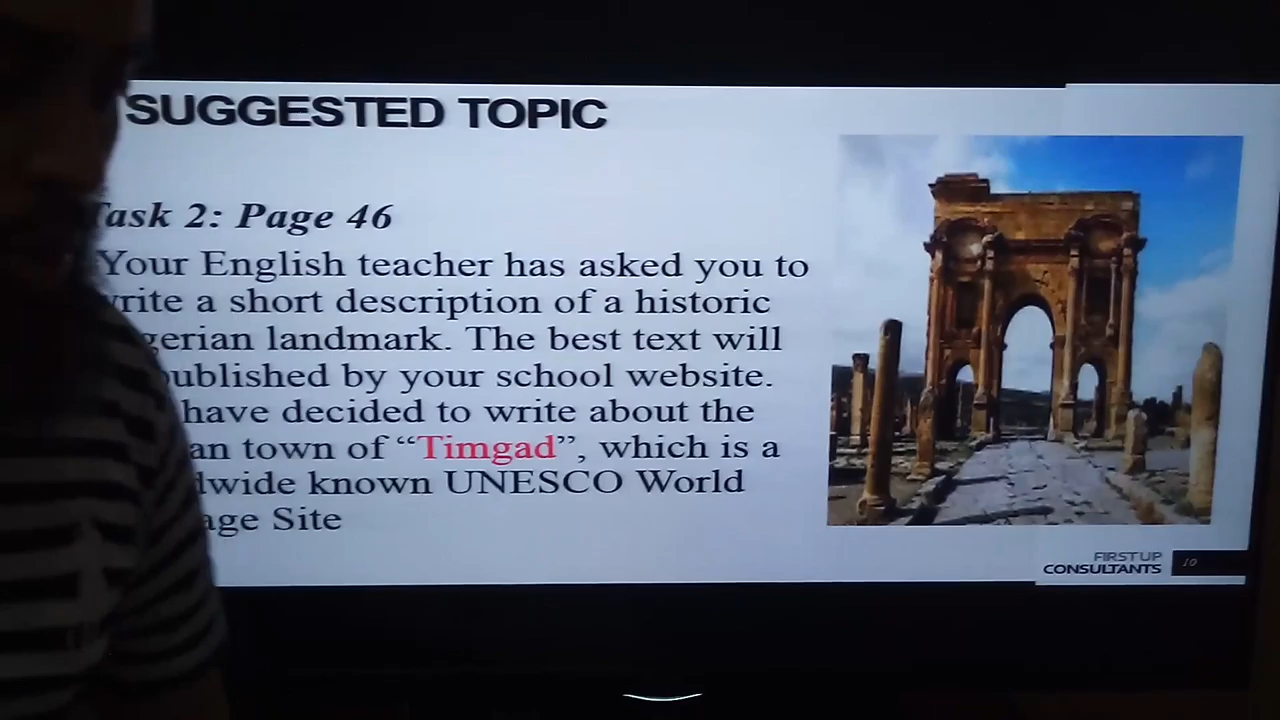 SUGGESTED TOPIC
Task 2: Page 46
Your English teacher has asked you to
write a short description of a historic
gerian landmark. The best text will
ublished by your school website.
have decided to write about the
an town of “Timgad”, which is a
dwide known UNESCO World
age Site
FIRST UP
CONSULTANTS
10